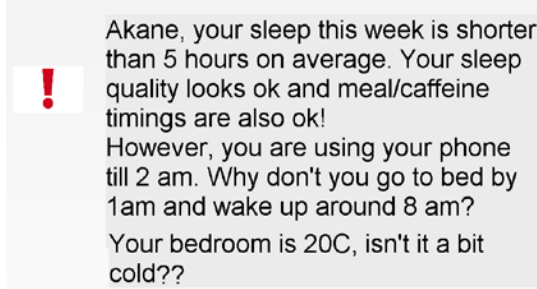 Akane, your sleep this week is shorter
than 5 hours on average. Your sleep
quality looks ok and meal/caffeine
timings are also ok!
However, you are using your phone
till 2 am. Why don't you go to bed by
1am and wake up around 8 am?
Your bedroom is 20C, isn't it a bit
cold??